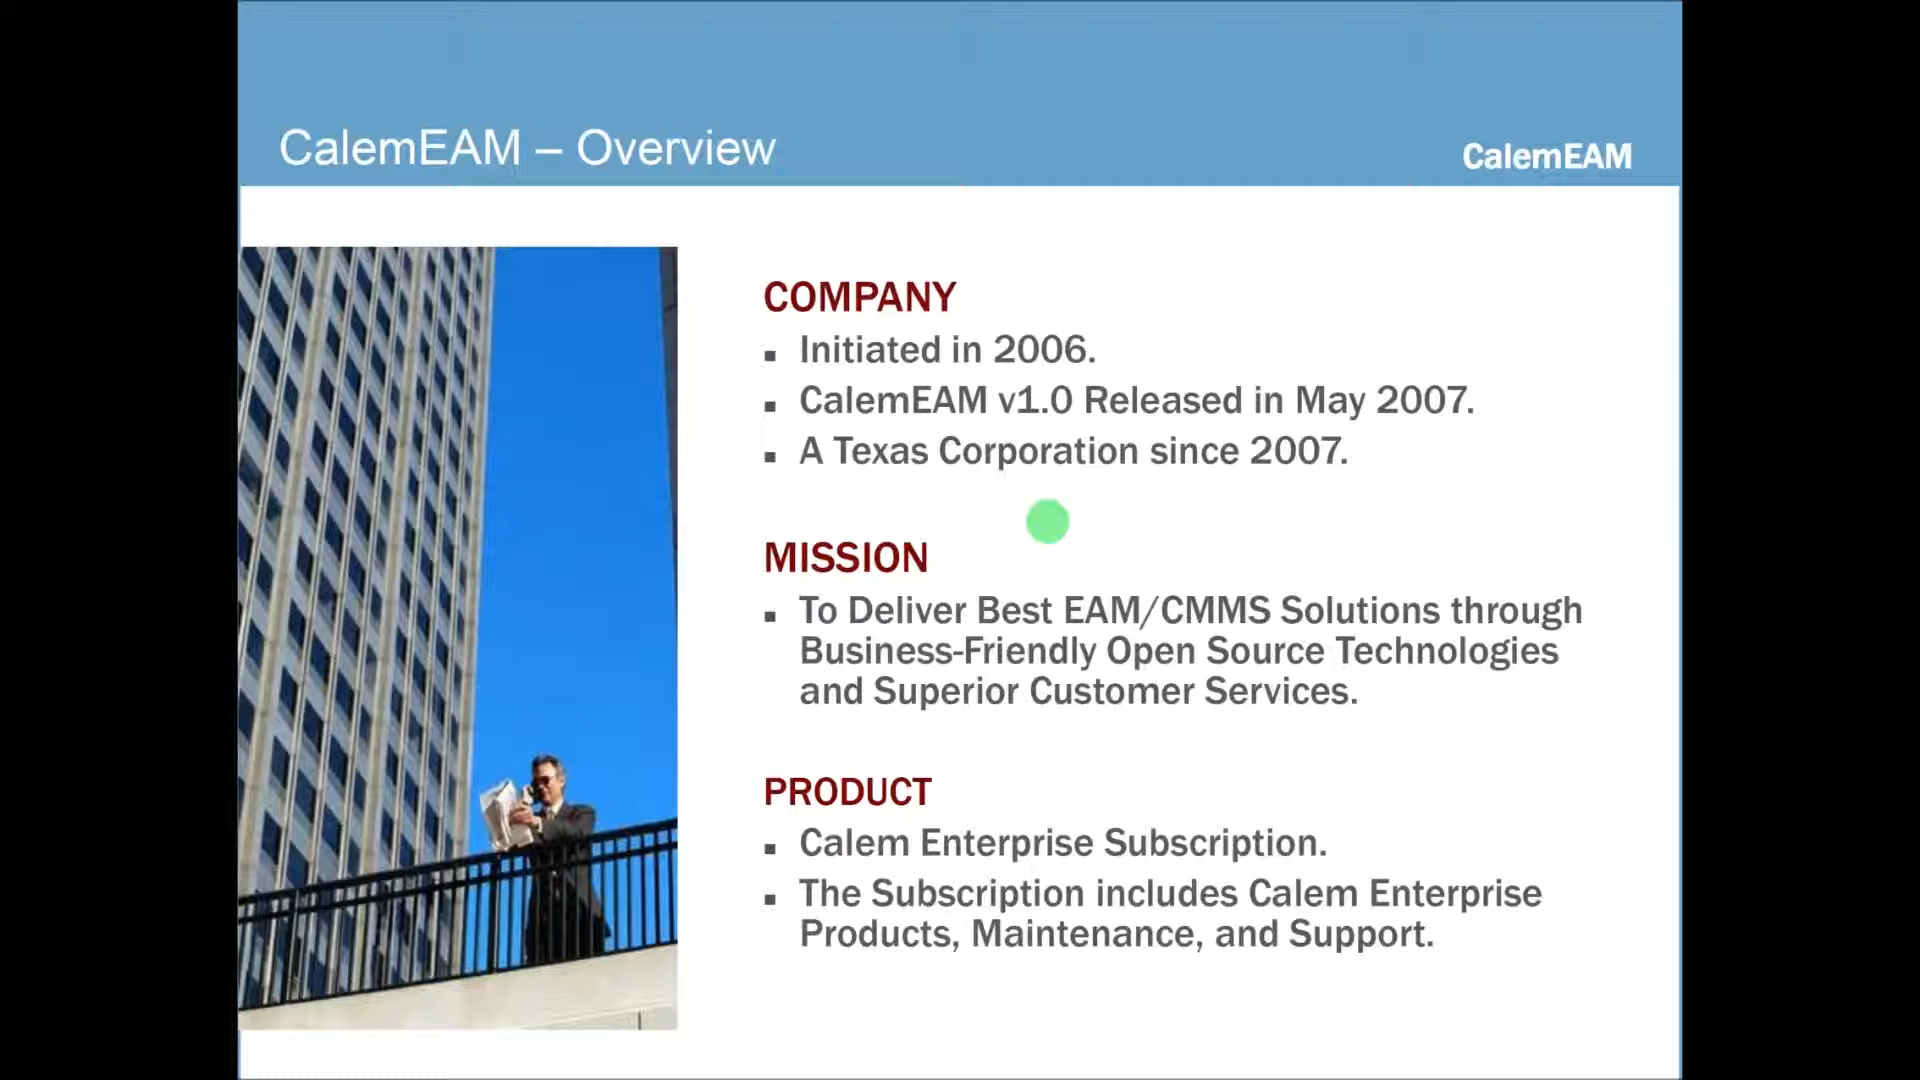 CalemEAM – Overview
CalemEAM
COMPANY
▪ Initiated in 2006.
▪ CalemEAM v1.0 Released in May 2007.
▪ A Texas Corporation since 2007.
MISSION
▪ To Deliver Best EAM/CMMS Solutions through
Business-Friendly Open Source Technologies
and Superior Customer Services.
PRODUCT
▪ Calem Enterprise Subscription.
▪ The Subscription includes Calem Enterprise
Products, Maintenance, and Support.